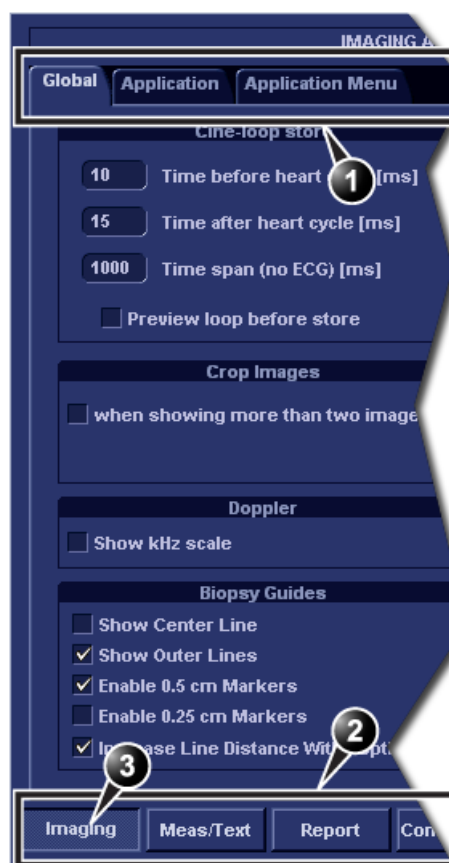 IMAGING
Global Application Application Menu
Cine-loop store
1
10 Time before heart [ms]
15 Time after heart cycle [ms]
1000 Time span (no ECG) [ms]
Preview loop before store
Crop Images
when showing more than two image
Doppler
Show kHz scale
Biopsy Guides
Show Center Line
Show Outer Lines
Enable 0.5 cm Markers
Enable 0.25 cm Markers
2
Line Distance
3
Imaging Meas/Text Report Con